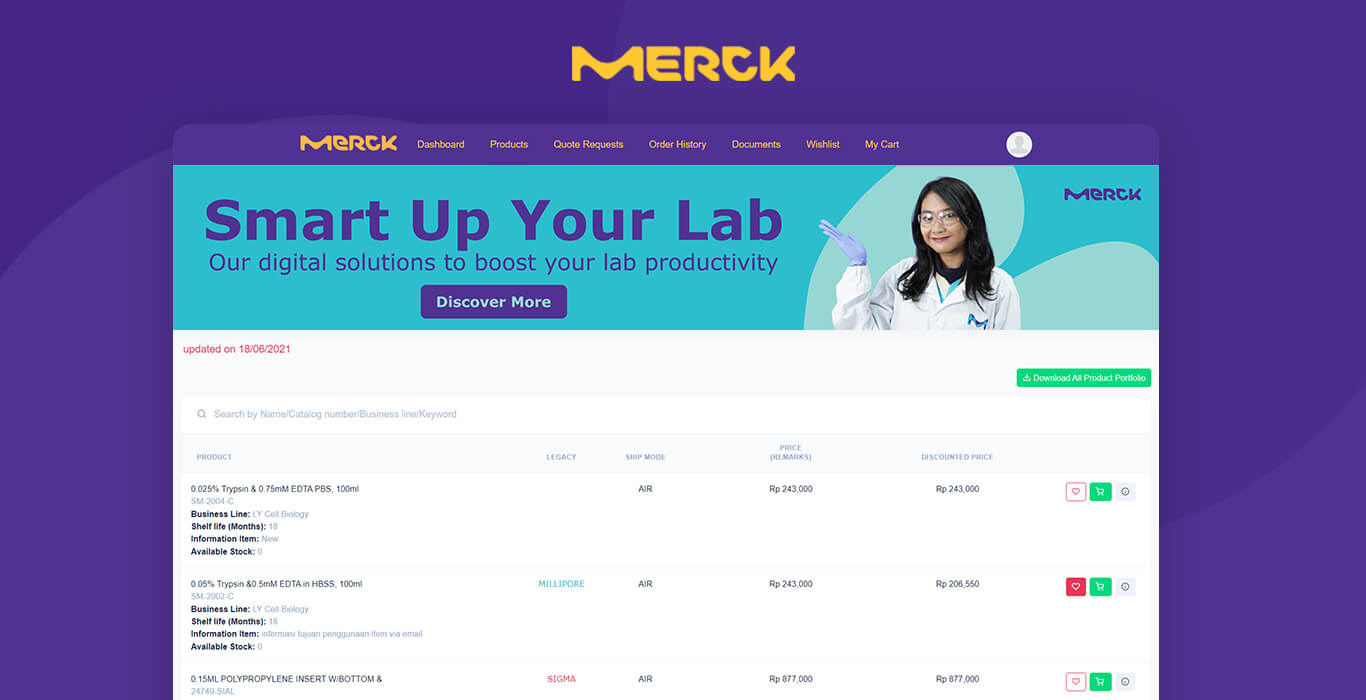 MERCK
MERCK Dashboard Products Quote Requests Order History Documents Wishlist My Cart
MERCK
Smart Up Your Lab
Our digital solutions to boost your lab productivity
Discover More
updated on 18/06/2021
Download All Product Portfolio
Search by Name/Catalog number/Business line/Keyword
PRODUCT LEGACY SHIP MODE PRICE (REMARKS) DISCOUNTED PRICE
0.025% Trypsin & 0.75mM EDTA PBS, 100ml AIR Rp 243,000 Rp 243,000
SM-2004-C
Business Line: LY Cell Biology
Shelf life (Months): 18
Information Item: New
Available Stock: 0
0.05% Trypsin &0.5mM EDTA in HBSS, 100ml MILLIPORE AIR Rp 243,000 Rp 206,550
SM-2002-C
Business Line: LY Cell Biology
Shelf life (Months): 18
Information Item: informasi tujuan penggunaan item via email
Available Stock: 0
0.15ML POLYPROPYLENE INSERT W/BOTTOM & SIGMA AIR Rp 877,000 Rp 877,000
24749-SIAL